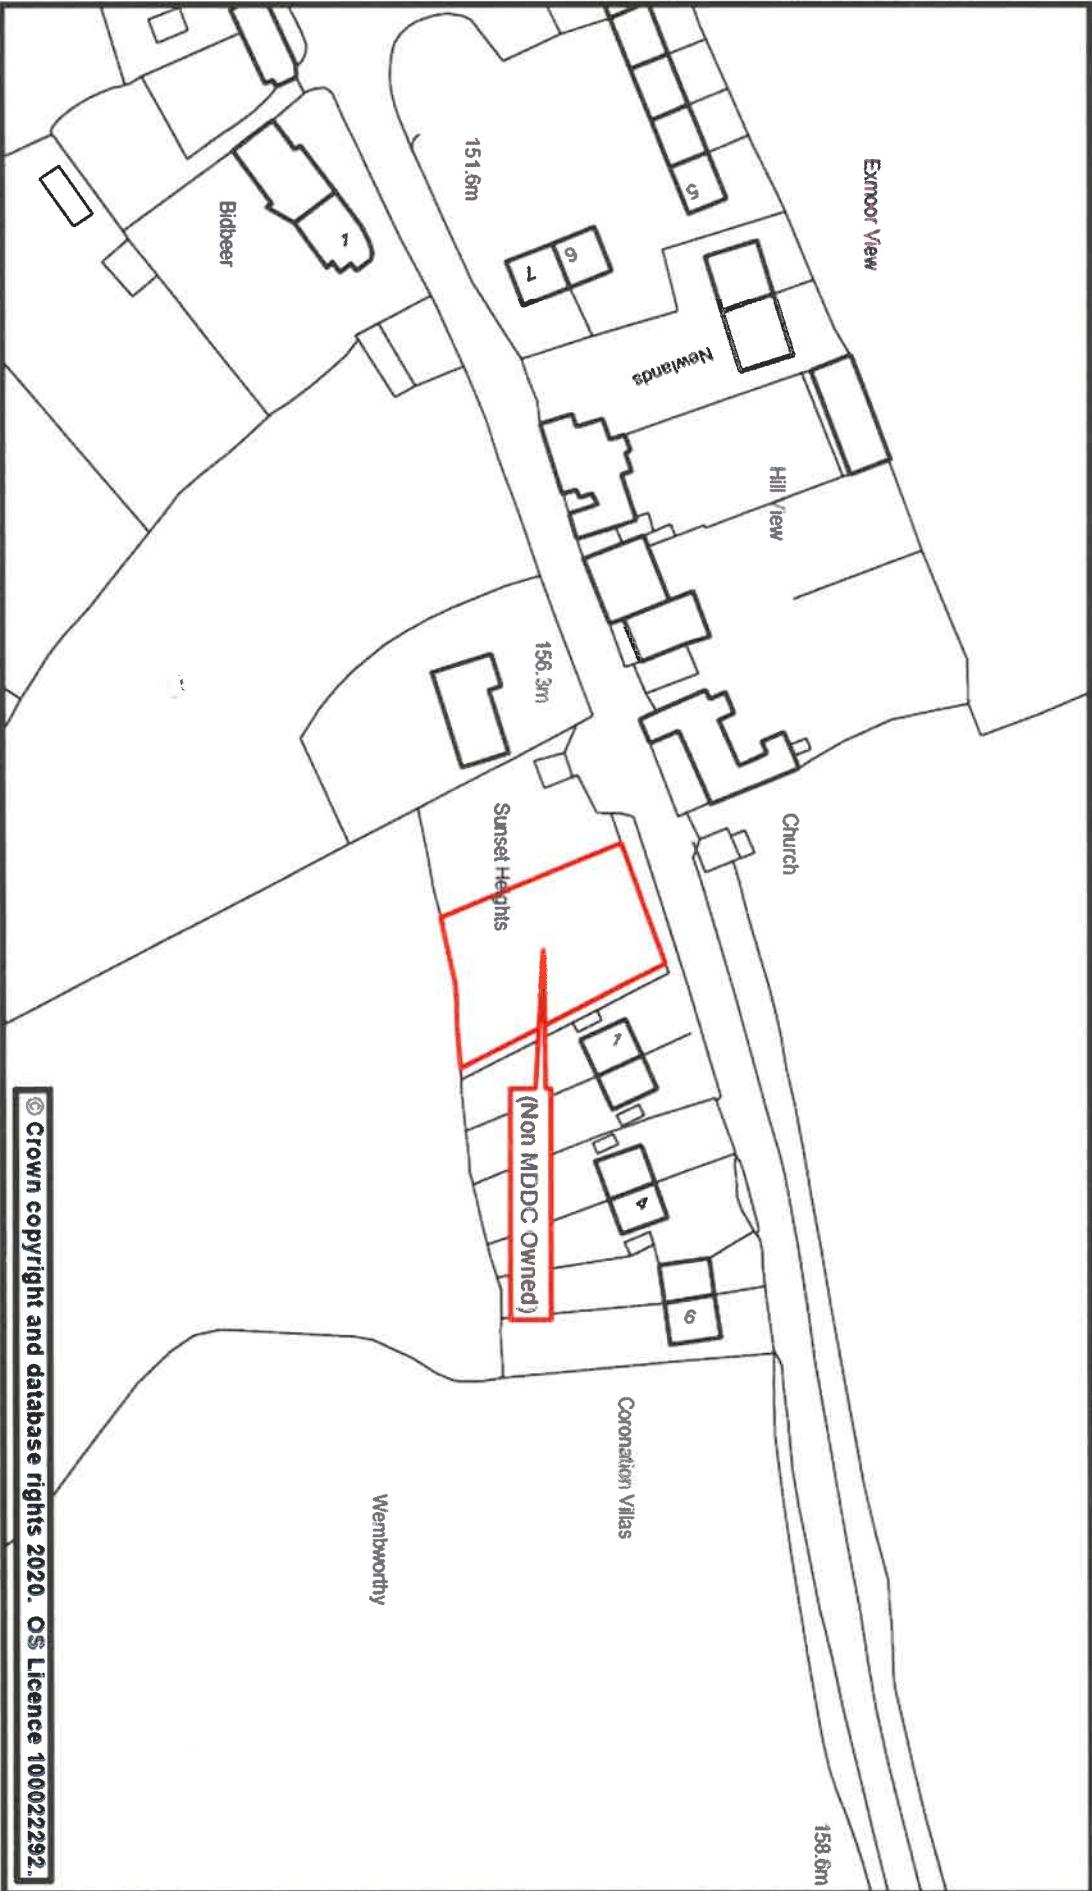 Exmoor View
151.6m
5
6
7
Bidbeer
1
Newlands
Hill View
156.3m
Church
Sunset Heights
(Non MDDC Owned)
1
4
6
Coronation Villas
Wembworthy
158.6m
© Crown copyright and database rights 2020. OS Licence 100022292.